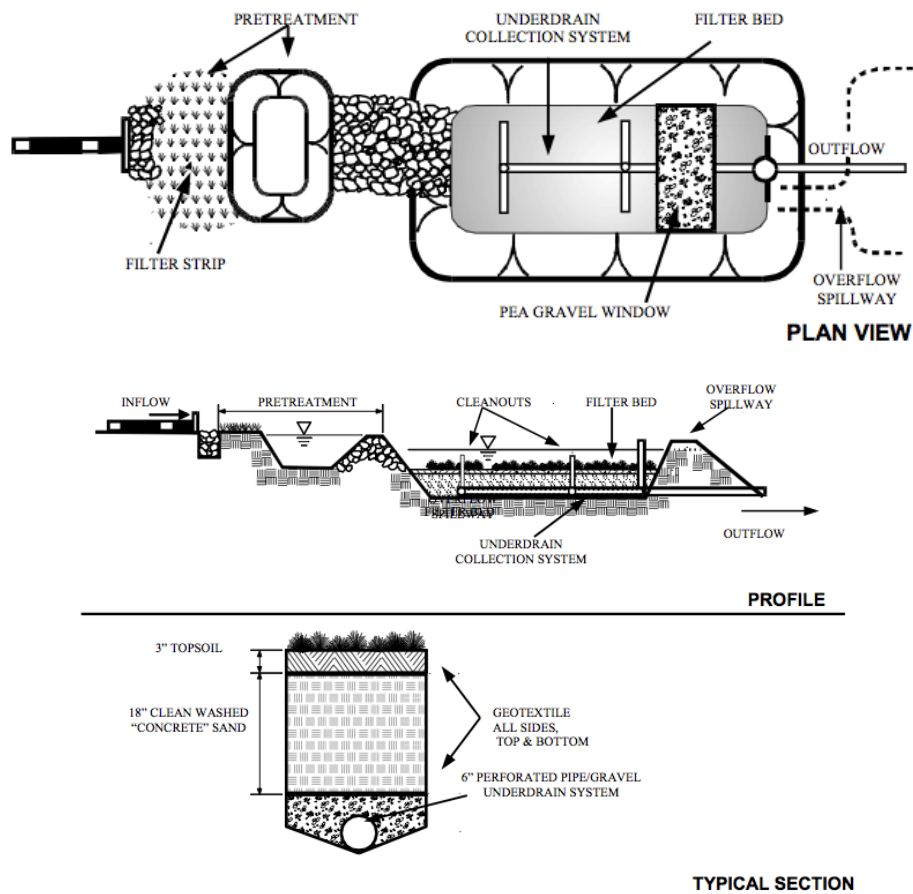 PRETREATMENT
UNDERDRAIN
COLLECTION SYSTEM
FILTER BED
OUTFLOW
FILTER STRIP
PEA GRAVEL WINDOW
OVERFLOW
SPILLWAY
PLAN VIEW
INFLOW
PRETREATMENT
CLEANOUTS
FILTER BED
OVERFLOW
SPILLWAY
OVERFLOW
SPILLWAY
UNDERDRAIN
COLLECTION SYSTEM
OUTFLOW
PROFILE
3” TOPSOIL
18” CLEAN WASHED
“CONCRETE” SAND
GEOTEXTILE
ALL SIDES,
TOP & BOTTOM
6” PERFORATED PIPE/GRAVEL
UNDERDRAIN SYSTEM
TYPICAL SECTION